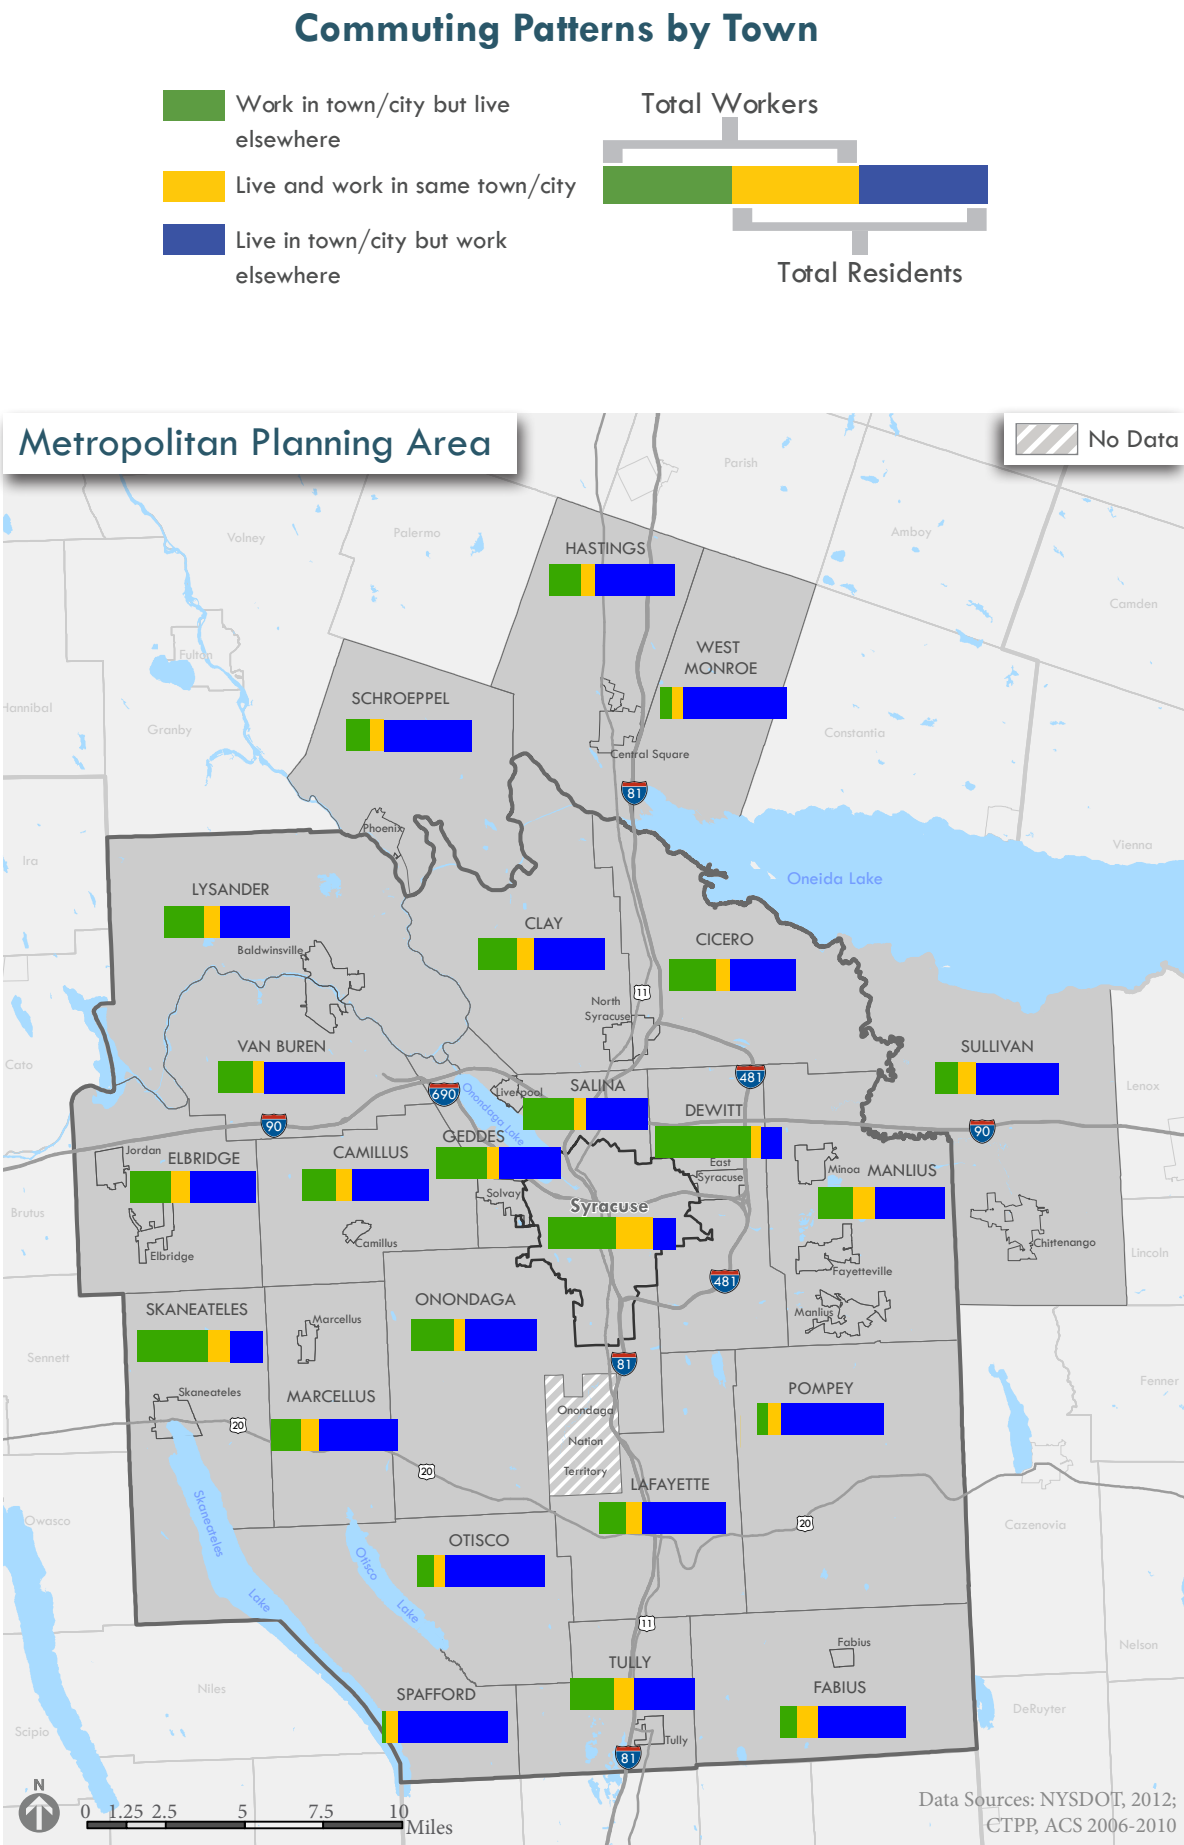 Commuting Patterns by Town
Work in town/city but live
elsewhere
Live and work in same town/city
Live in town/city but work
elsewhere
Total Workers
Total Residents
Metropolitan Planning Area
No Data
Parish
Volney
Palermo
Amboy
HASTINGS
Camden
WEST
MONROE
Fulton
SCHROEPPEL
Hannibal
Granby
Constantia
Central Square
81
Phoenix
Vienna
Ira
Oneida Lake
LYSANDER
CLAY
CICERO
Baldwinsville
11
North
Syracuse
VAN BUREN
SULLIVAN
Cato
481
Lenox
SALINA
690
Liverpool
Onondaga Lake
DEWITT
90
90
GEDDES
Jordan
ELBRIDGE
CAMILLUS
East
Syracuse
Minoa
MANLIUS
Solvay
Syracuse
Brutus
Elbridge
Camillus
Chittenango
Lincoln
Fayetteville
481
SKANEATELES
ONONDAGA
Marcellus
Manlius
Sennett
81
Fenner
Skaneateles
MARCELLUS
POMPEY
20
Onondaga
Nation
Territory
20
LAFAYETTE
Owasco
Skaneateles
Lake
20
Cazenovia
OTISCO
Otisco
Lake
11
Fabius
Nelson
TULLY
FABIUS
Niles
SPAFFORD
DeRuyter
Scipio
Tully
81
N
0 1.25 2.5 5 7.5 10
Miles
Data Sources: NYSDOT, 2012;
CTPP, ACS 2006-2010